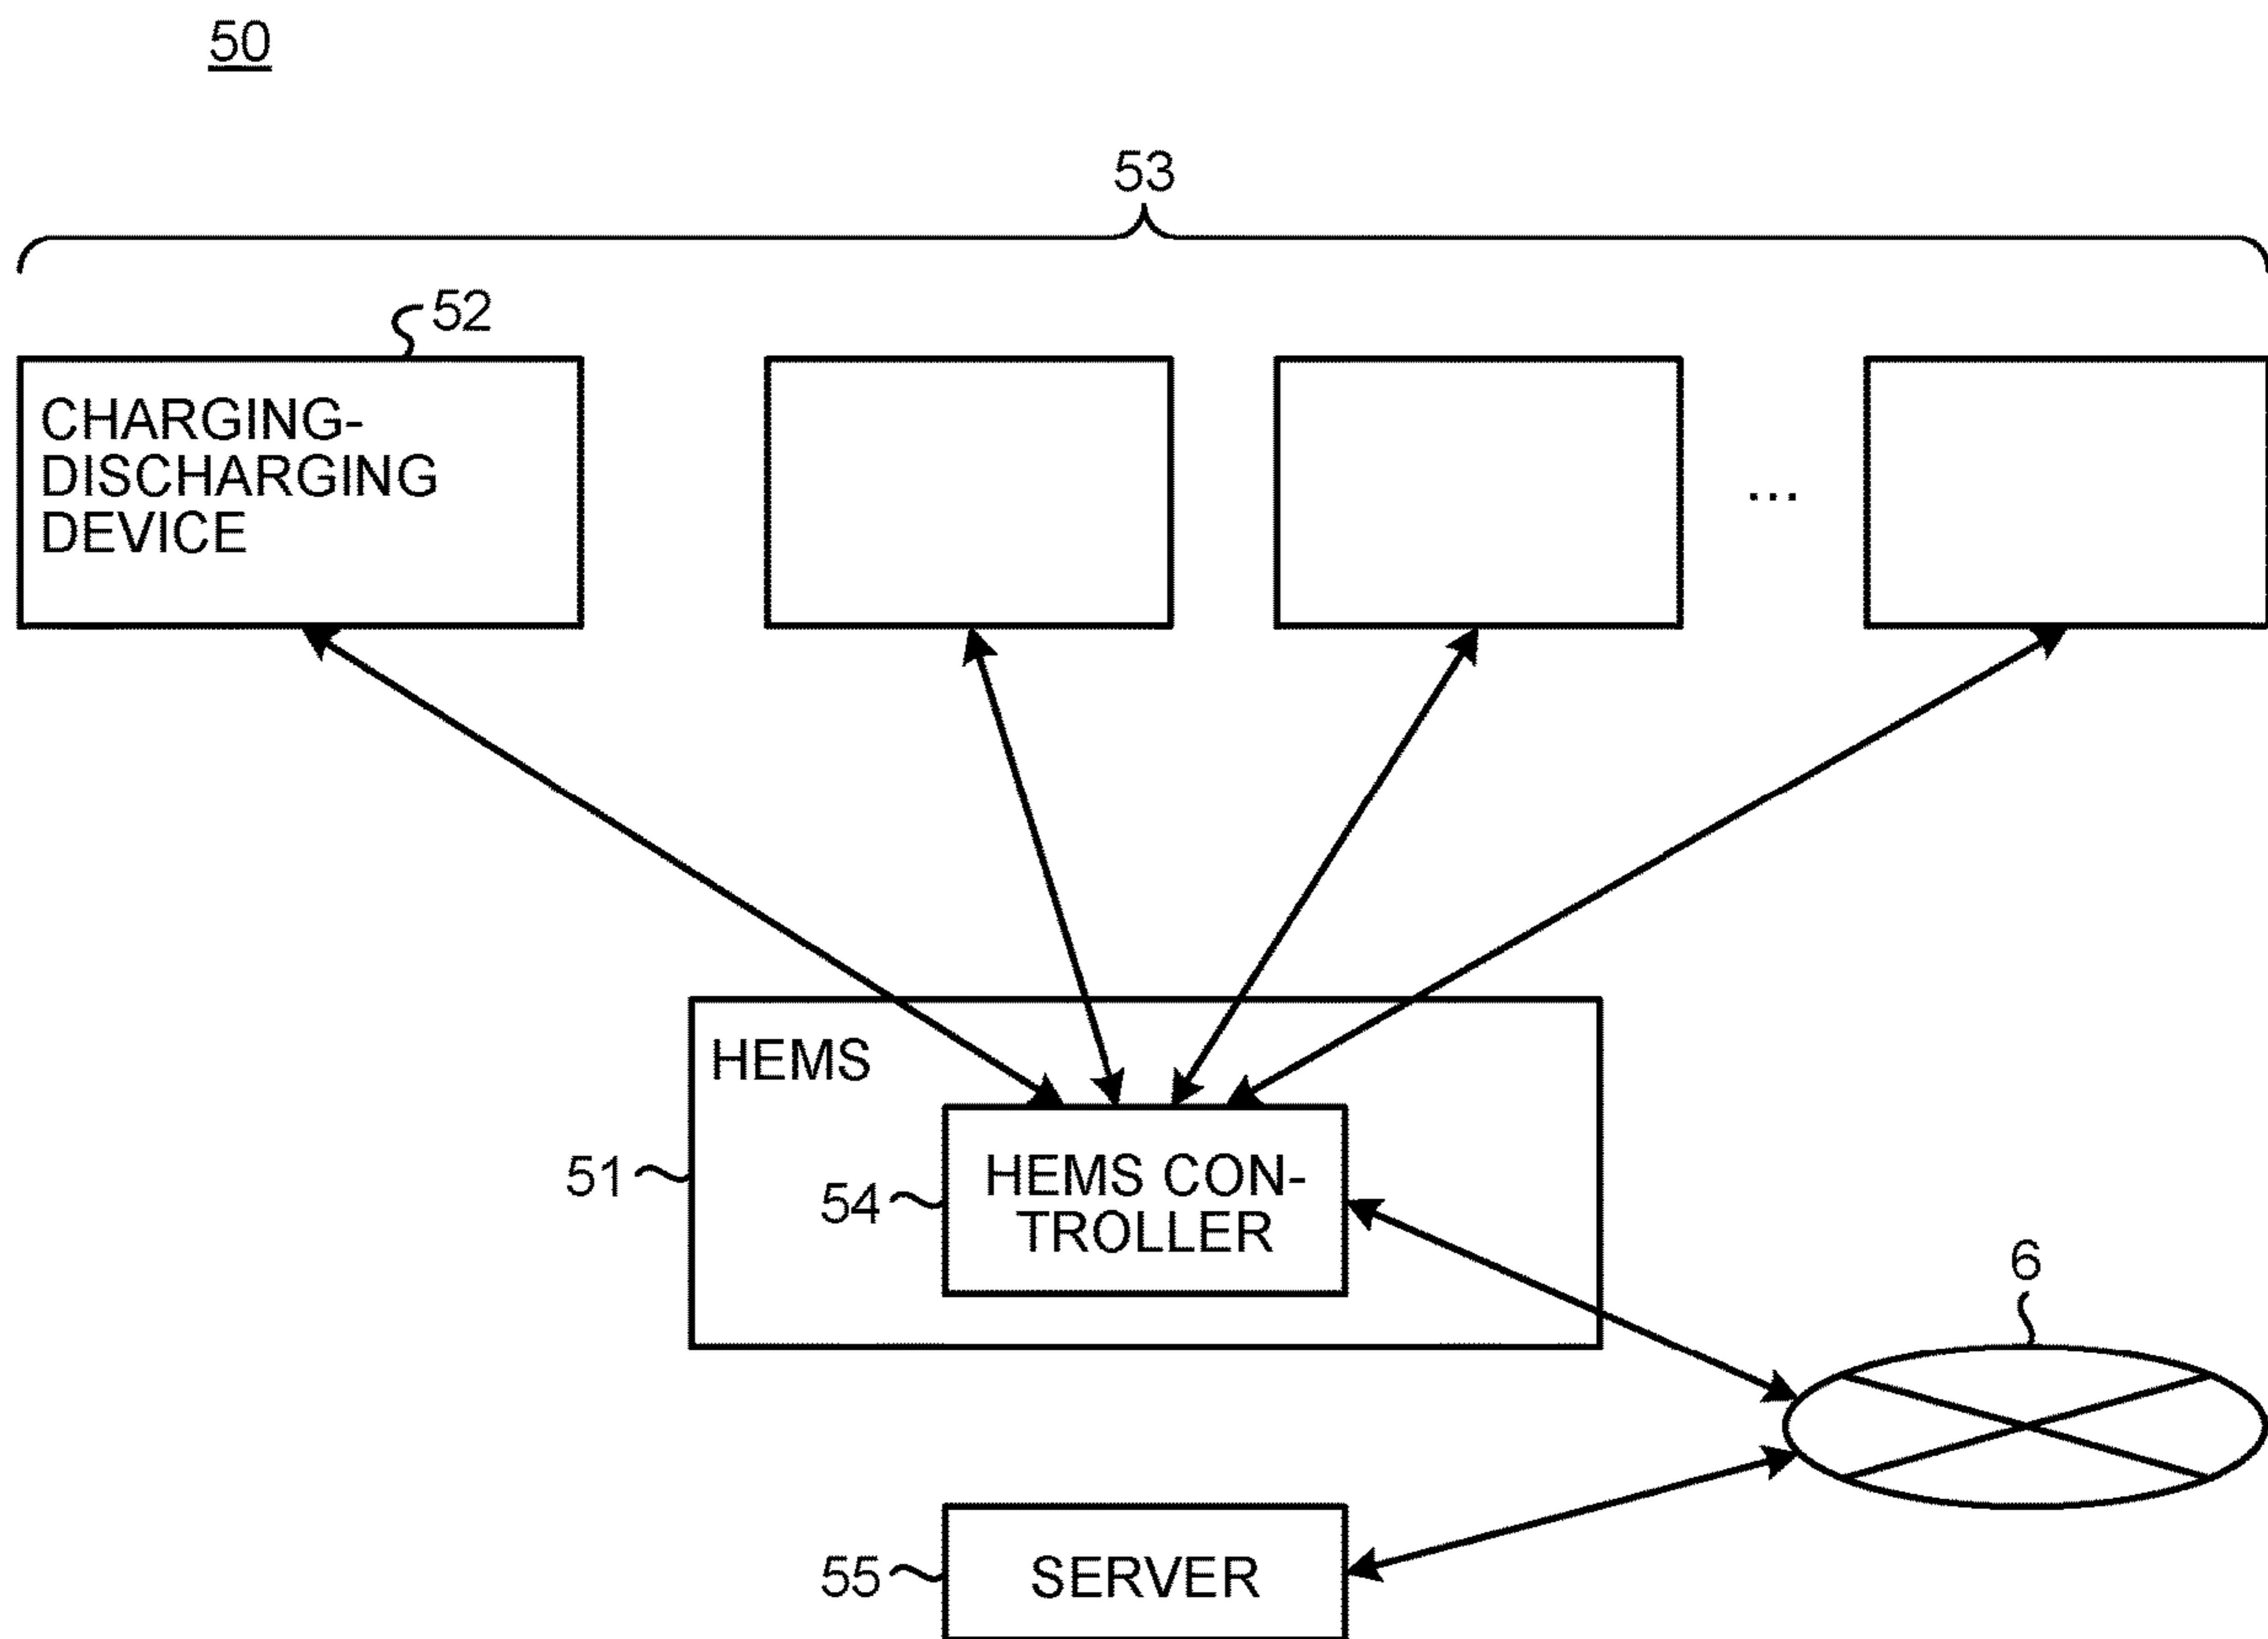 50
53
52
CHARGING-
DISCHARGING
DEVICE
...
HEMS
51
54
HEMS CON-
TROLLER
6
55
SERVER